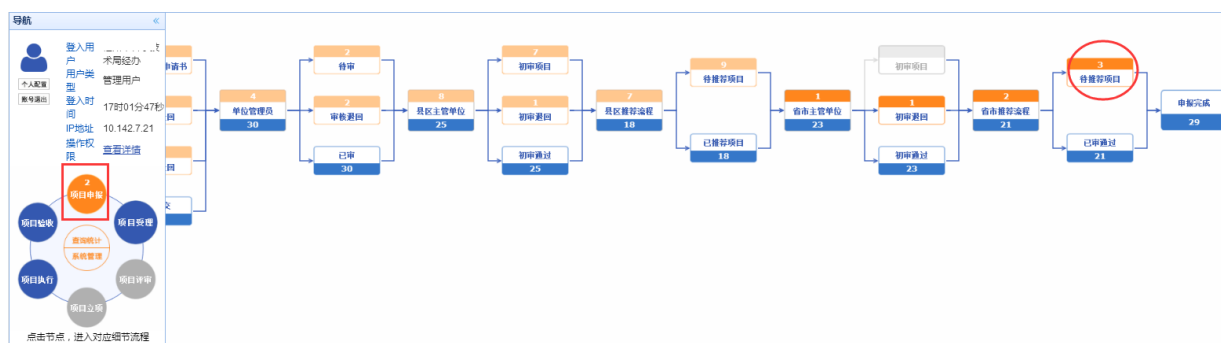 导航
«
登入用户
术局经办
用户类型
管理用户
登入时间
17时01分47秒
IP地址
10.142.7.21
操作权限
查看详情
个人配置
账号退出
2
项目申报
项目验收
项目受理
查询统计
系统管理
项目执行
项目评审
项目立项
点击节点，进入对应细节流程
申请书
回
回
交
4
单位管理员
30
2
待审
2
审核退回
已审
30
8
县区主管单位
25
7
初审项目
1
初审退回
初审通过
25
7
县区推荐流程
18
9
待推荐项目
已推荐项目
18
1
省市主管单位
23
初审项目
1
初审退回
初审通过
23
2
省市推荐流程
21
3
待推荐项目
已审通过
21
申报完成
29